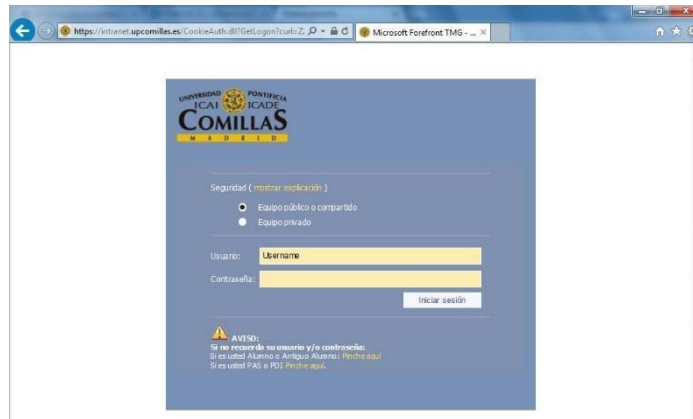 https://intranet.upcomillas.es/CookieAuth.dll?GetLogon?curl=Z
Microsoft Forefront TMG - ...
UNIVERSIDAD PONTIFICIA
ICAI ICADE
COMILLAS
MADRID
Seguridad ( mostrar explicación )
Equipo público o compartido
Equipo privado
Usuario: Username
Contraseña:
Iniciar sesión
AVISO:
Si no recuerda su usuario y/o contraseña:
Si es usted Alumno o Antiguo Alumno: Pinche aquí
Si es usted PAS o PDI Pinche aquí.